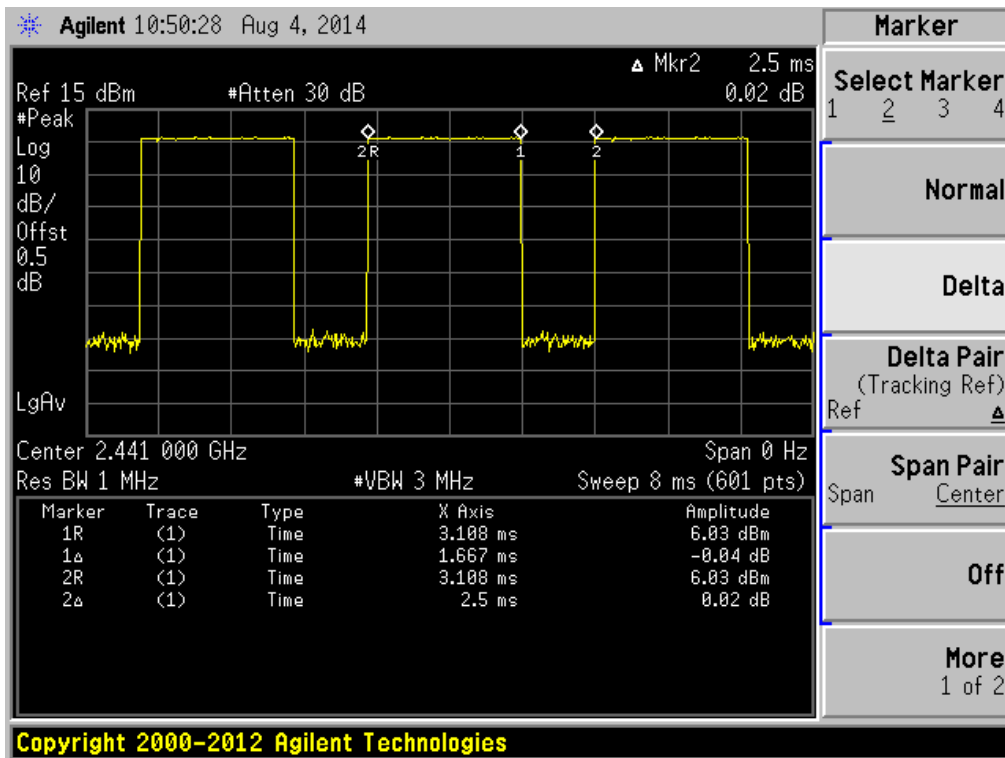 Agilent 10:50:28 Aug 4, 2014
Δ Mkr2 2.5 ms
Ref 15 dBm #Atten 30 dB 0.02 dB
#Peak
Log
10
dB/
Offst
0.5
dB
2R 1 2
LgAv
Center 2.441 000 GHz Span 0 Hz
Res BW 1 MHz #VBW 3 MHz Sweep 8 ms (601 pts)
Marker Trace Type X Axis Amplitude
1R (1) Time 3.108 ms 6.03 dBm
1Δ (1) Time 1.667 ms -0.04 dB
2R (1) Time 3.108 ms 6.03 dBm
2Δ (1) Time 2.5 ms 0.02 dB
Marker
Select Marker
1 2 3 4
Normal
Delta
Delta Pair
(Tracking Ref)
Ref Δ
Span Pair
Span Center
Off
More
1 of 2
Copyright 2000-2012 Agilent Technologies